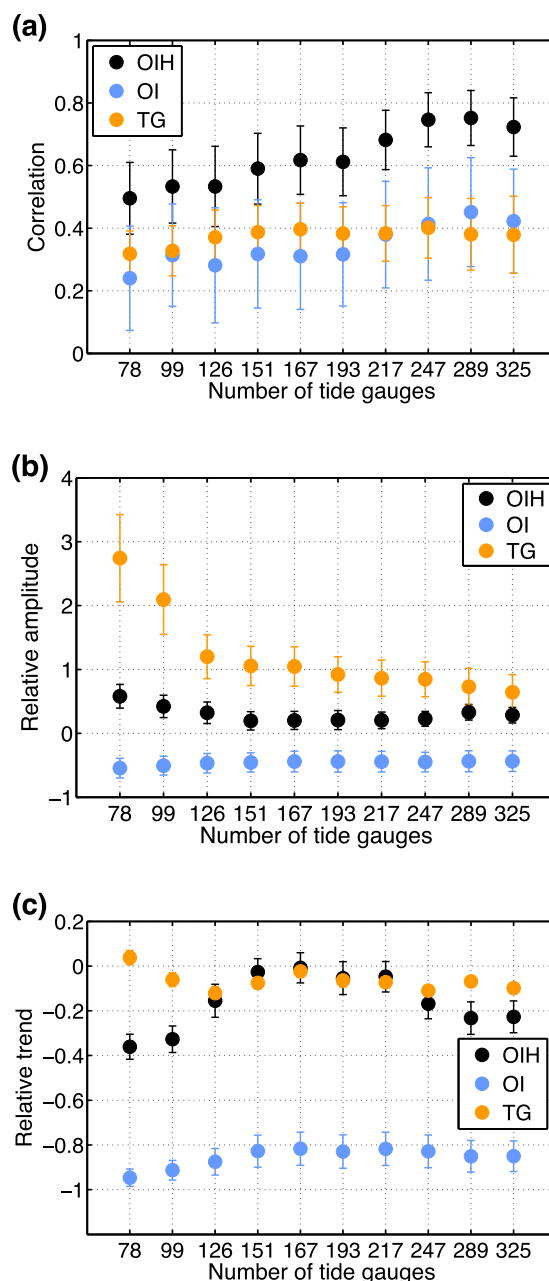 (a)
1
0.8
0.6
0.4
0.2
0
Correlation
OIH
OI
TG
78 99 126 151 167 193 217 247 289 325
Number of tide gauges
(b)
4
3
2
1
0
−1
Relative amplitude
OIH
OI
TG
78 99 126 151 167 193 217 247 289 325
Number of tide gauges
(c)
0.2
0
−0.2
−0.4
−0.6
−0.8
−1
Relative trend
OIH
OI
TG
78 99 126 151 167 193 217 247 289 325
Number of tide gauges